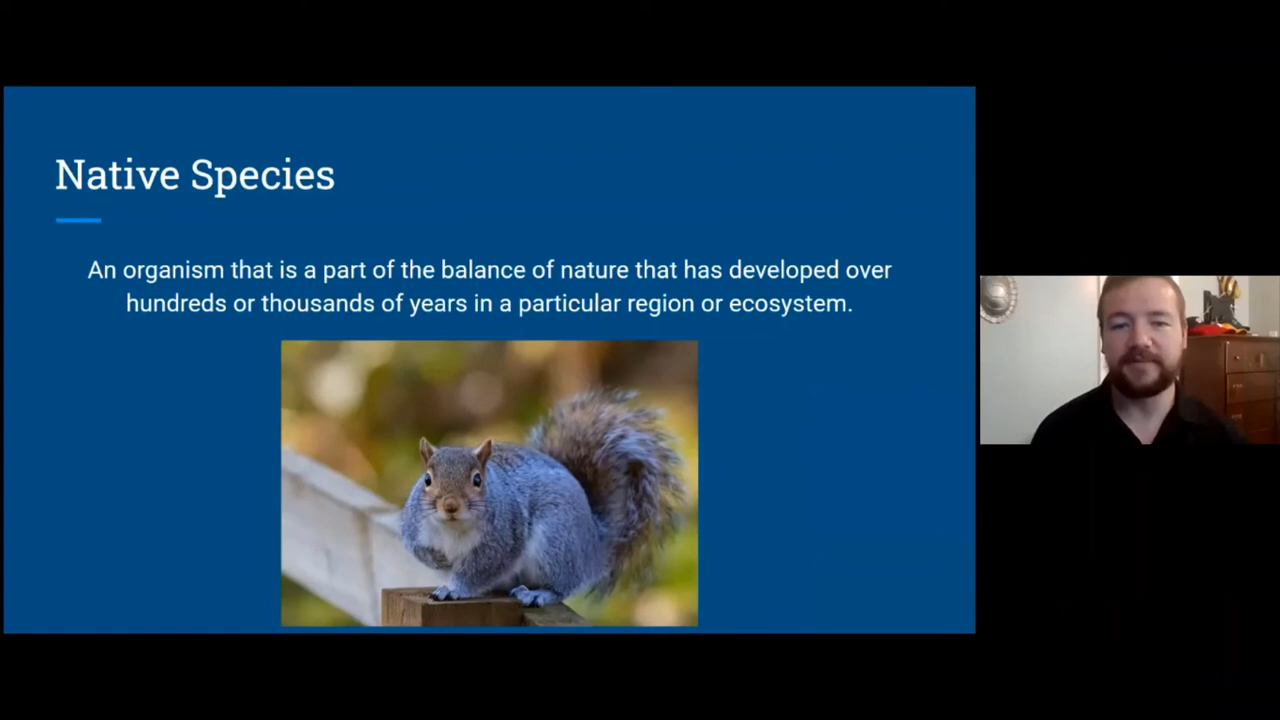 Native Species
An organism that is a part of the balance of nature that has developed over
hundreds or thousands of years in a particular region or ecosystem.